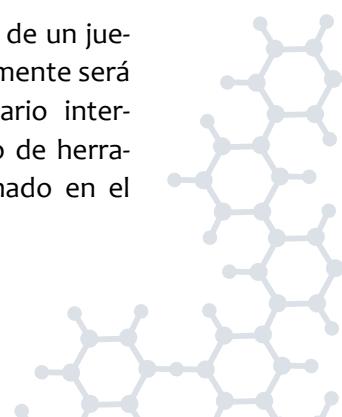 de un jue-
mente será
ario inter-
o de herra-
nado en el